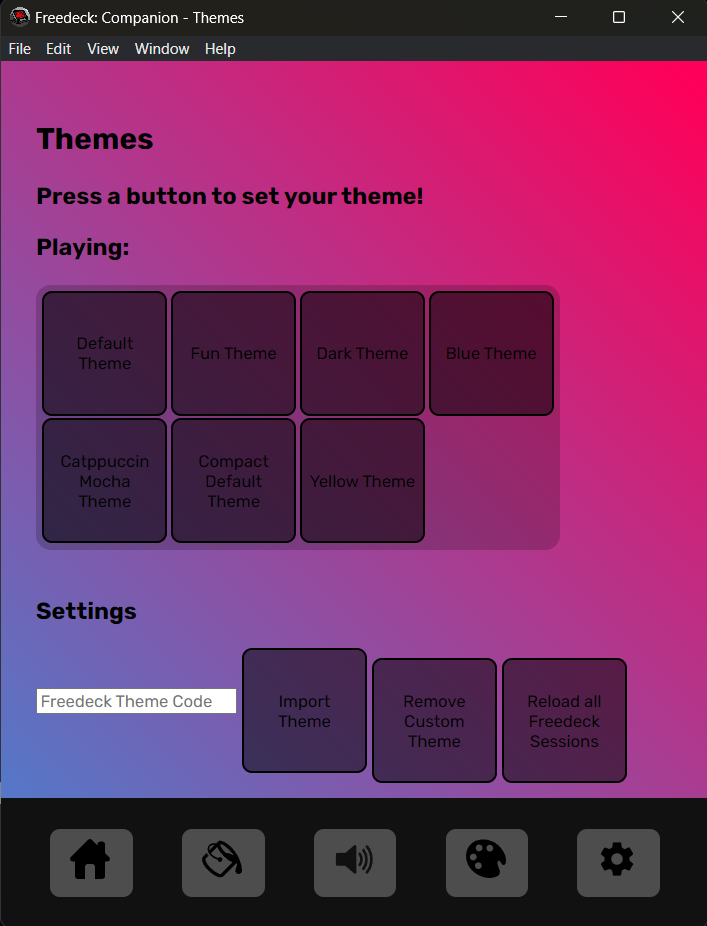 Freedeck: Companion - Themes
File Edit View Window Help
Themes
Press a button to set your theme!
Playing:
Default
Theme
Fun Theme
Dark Theme
Blue Theme
Catppuccin
Mocha
Theme
Compact
Default
Theme
Yellow Theme
Settings
Freedeck Theme Code
Import
Theme
Remove
Custom
Theme
Reload all
Freedeck
Sessions